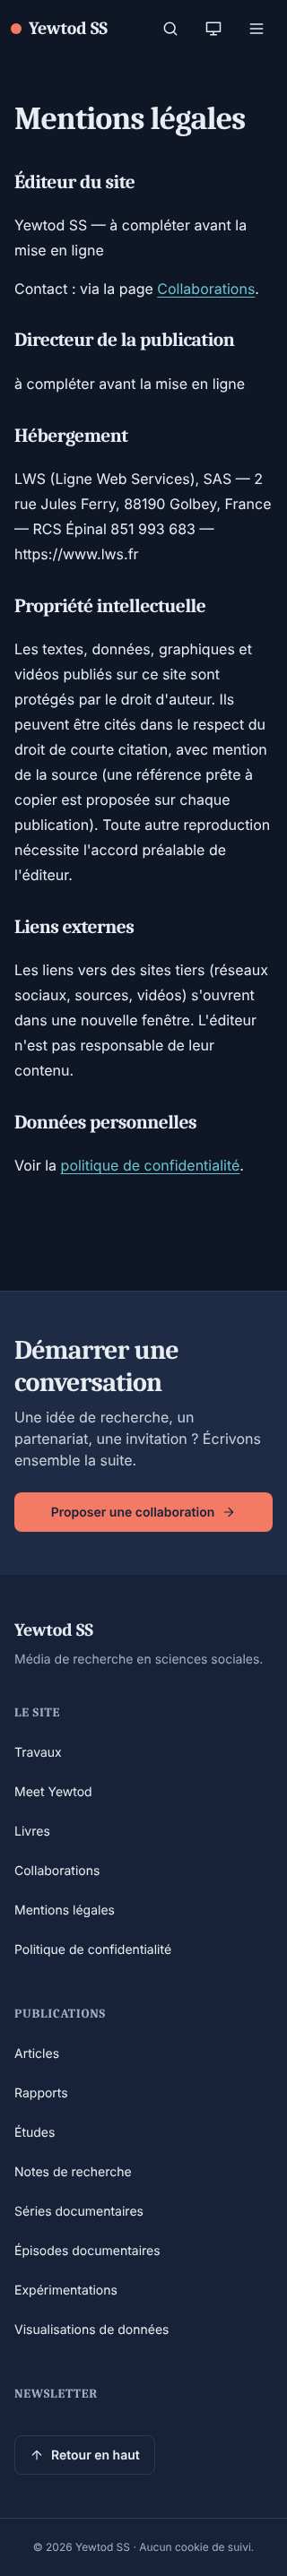 Yewtod SS
Mentions légales
Éditeur du site
Yewtod SS — à compléter avant la
mise en ligne
Contact : via la page Collaborations.
Directeur de la publication
à compléter avant la mise en ligne
Hébergement
LWS (Ligne Web Services), SAS — 2
rue Jules Ferry, 88190 Golbey, France
— RCS Épinal 851 993 683 —
https://www.lws.fr
Propriété intellectuelle
Les textes, données, graphiques et
vidéos publiés sur ce site sont
protégés par le droit d'auteur. Ils
peuvent être cités dans le respect du
droit de courte citation, avec mention
de la source (une référence prête à
copier est proposée sur chaque
publication). Toute autre reproduction
nécessite l'accord préalable de
l'éditeur.
Liens externes
Les liens vers des sites tiers (réseaux
sociaux, sources, vidéos) s'ouvrent
dans une nouvelle fenêtre. L'éditeur
n'est pas responsable de leur
contenu.
Données personnelles
Voir la politique de confidentialité.
Démarrer une
conversation
Une idée de recherche, un
partenariat, une invitation ? Écrivons
ensemble la suite.
Proposer une collaboration
Yewtod SS
Média de recherche en sciences sociales.
LE SITE
Travaux
Meet Yewtod
Livres
Collaborations
Mentions légales
Politique de confidentialité
PUBLICATIONS
Articles
Rapports
Études
Notes de recherche
Séries documentaires
Épisodes documentaires
Expérimentations
Visualisations de données
NEWSLETTER
Retour en haut
© 2026 Yewtod SS · Aucun cookie de suivi.